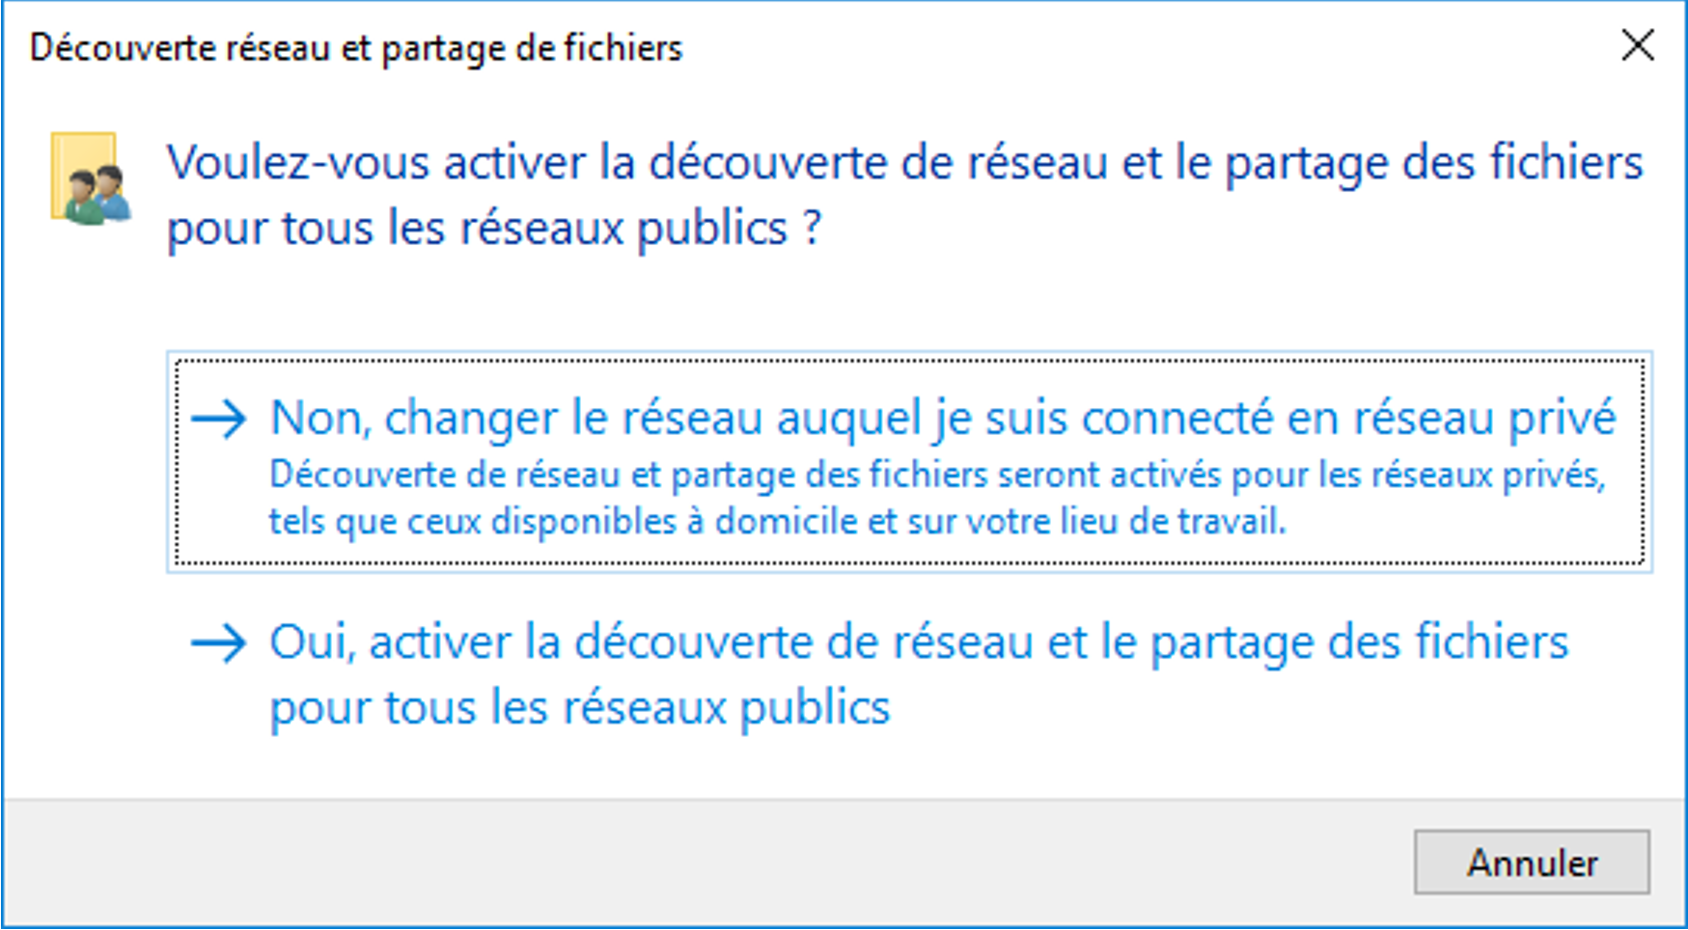 Découverte réseau et partage de fichiers
Voulez-vous activer la découverte de réseau et le partage des fichiers
pour tous les réseaux publics ?
Non, changer le réseau auquel je suis connecté en réseau privé
Découverte de réseau et partage des fichiers seront activés pour les réseaux privés,
tels que ceux disponibles à domicile et sur votre lieu de travail.
Oui, activer la découverte de réseau et le partage des fichiers
pour tous les réseaux publics
Annuler